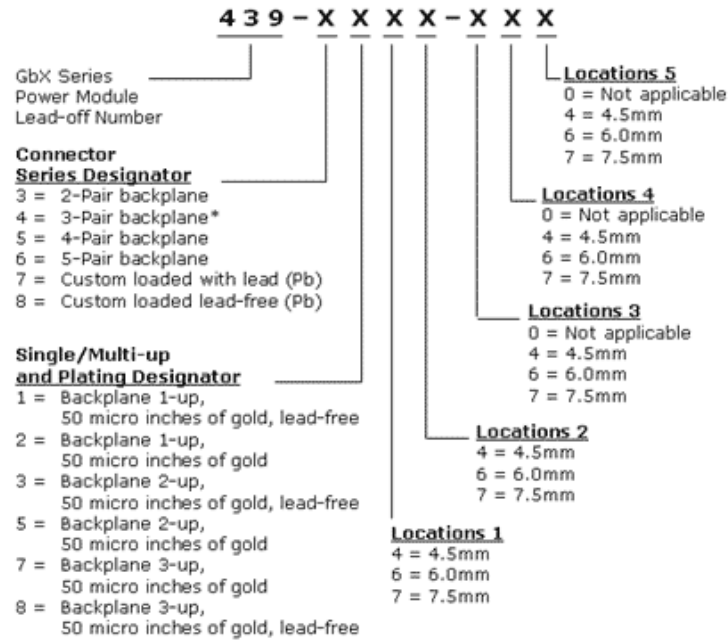 439-XXXX-XXX
GbX Series
Power Module
Lead-off Number
Connector
Series Designator
3 = 2-Pair backplane
4 = 3-Pair backplane*
5 = 4-Pair backplane
6 = 5-Pair backplane
7 = Custom loaded with lead (Pb)
8 = Custom loaded lead-free (Pb)
Single/Multi-up
and Plating Designator
1 = Backplane 1-up,
50 micro inches of gold, lead-free
2 = Backplane 1-up,
50 micro inches of gold
3 = Backplane 2-up,
50 micro inches of gold, lead-free
5 = Backplane 2-up,
50 micro inches of gold
7 = Backplane 3-up,
50 micro inches of gold
8 = Backplane 3-up,
50 micro inches of gold, lead-free
Locations 1
4 = 4.5mm
6 = 6.0mm
7 = 7.5mm
Locations 2
4 = 4.5mm
6 = 6.0mm
7 = 7.5mm
Locations 3
0 = Not applicable
4 = 4.5mm
6 = 6.0mm
7 = 7.5mm
Locations 4
0 = Not applicable
4 = 4.5mm
6 = 6.0mm
7 = 7.5mm
Locations 5
0 = Not applicable
4 = 4.5mm
6 = 6.0mm
7 = 7.5mm